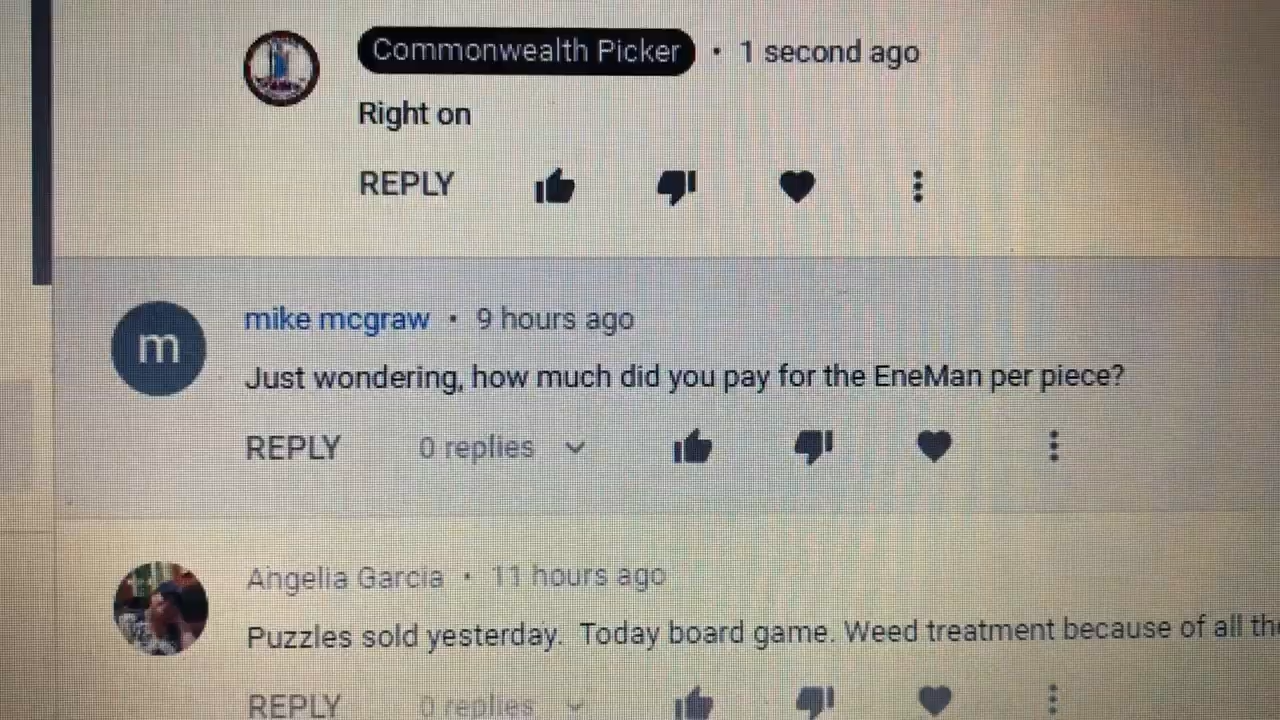 Commonwealth Picker • 1 second ago
Right on
REPLY
m
mike mcgraw • 9 hours ago
Just wondering, how much did you pay for the EneMan per piece?
REPLY 0 replies
Angelia Garcia • 11 hours ago
Puzzles sold yesterday. Today board game. Weed treatment because of all
REPLY 0 replies